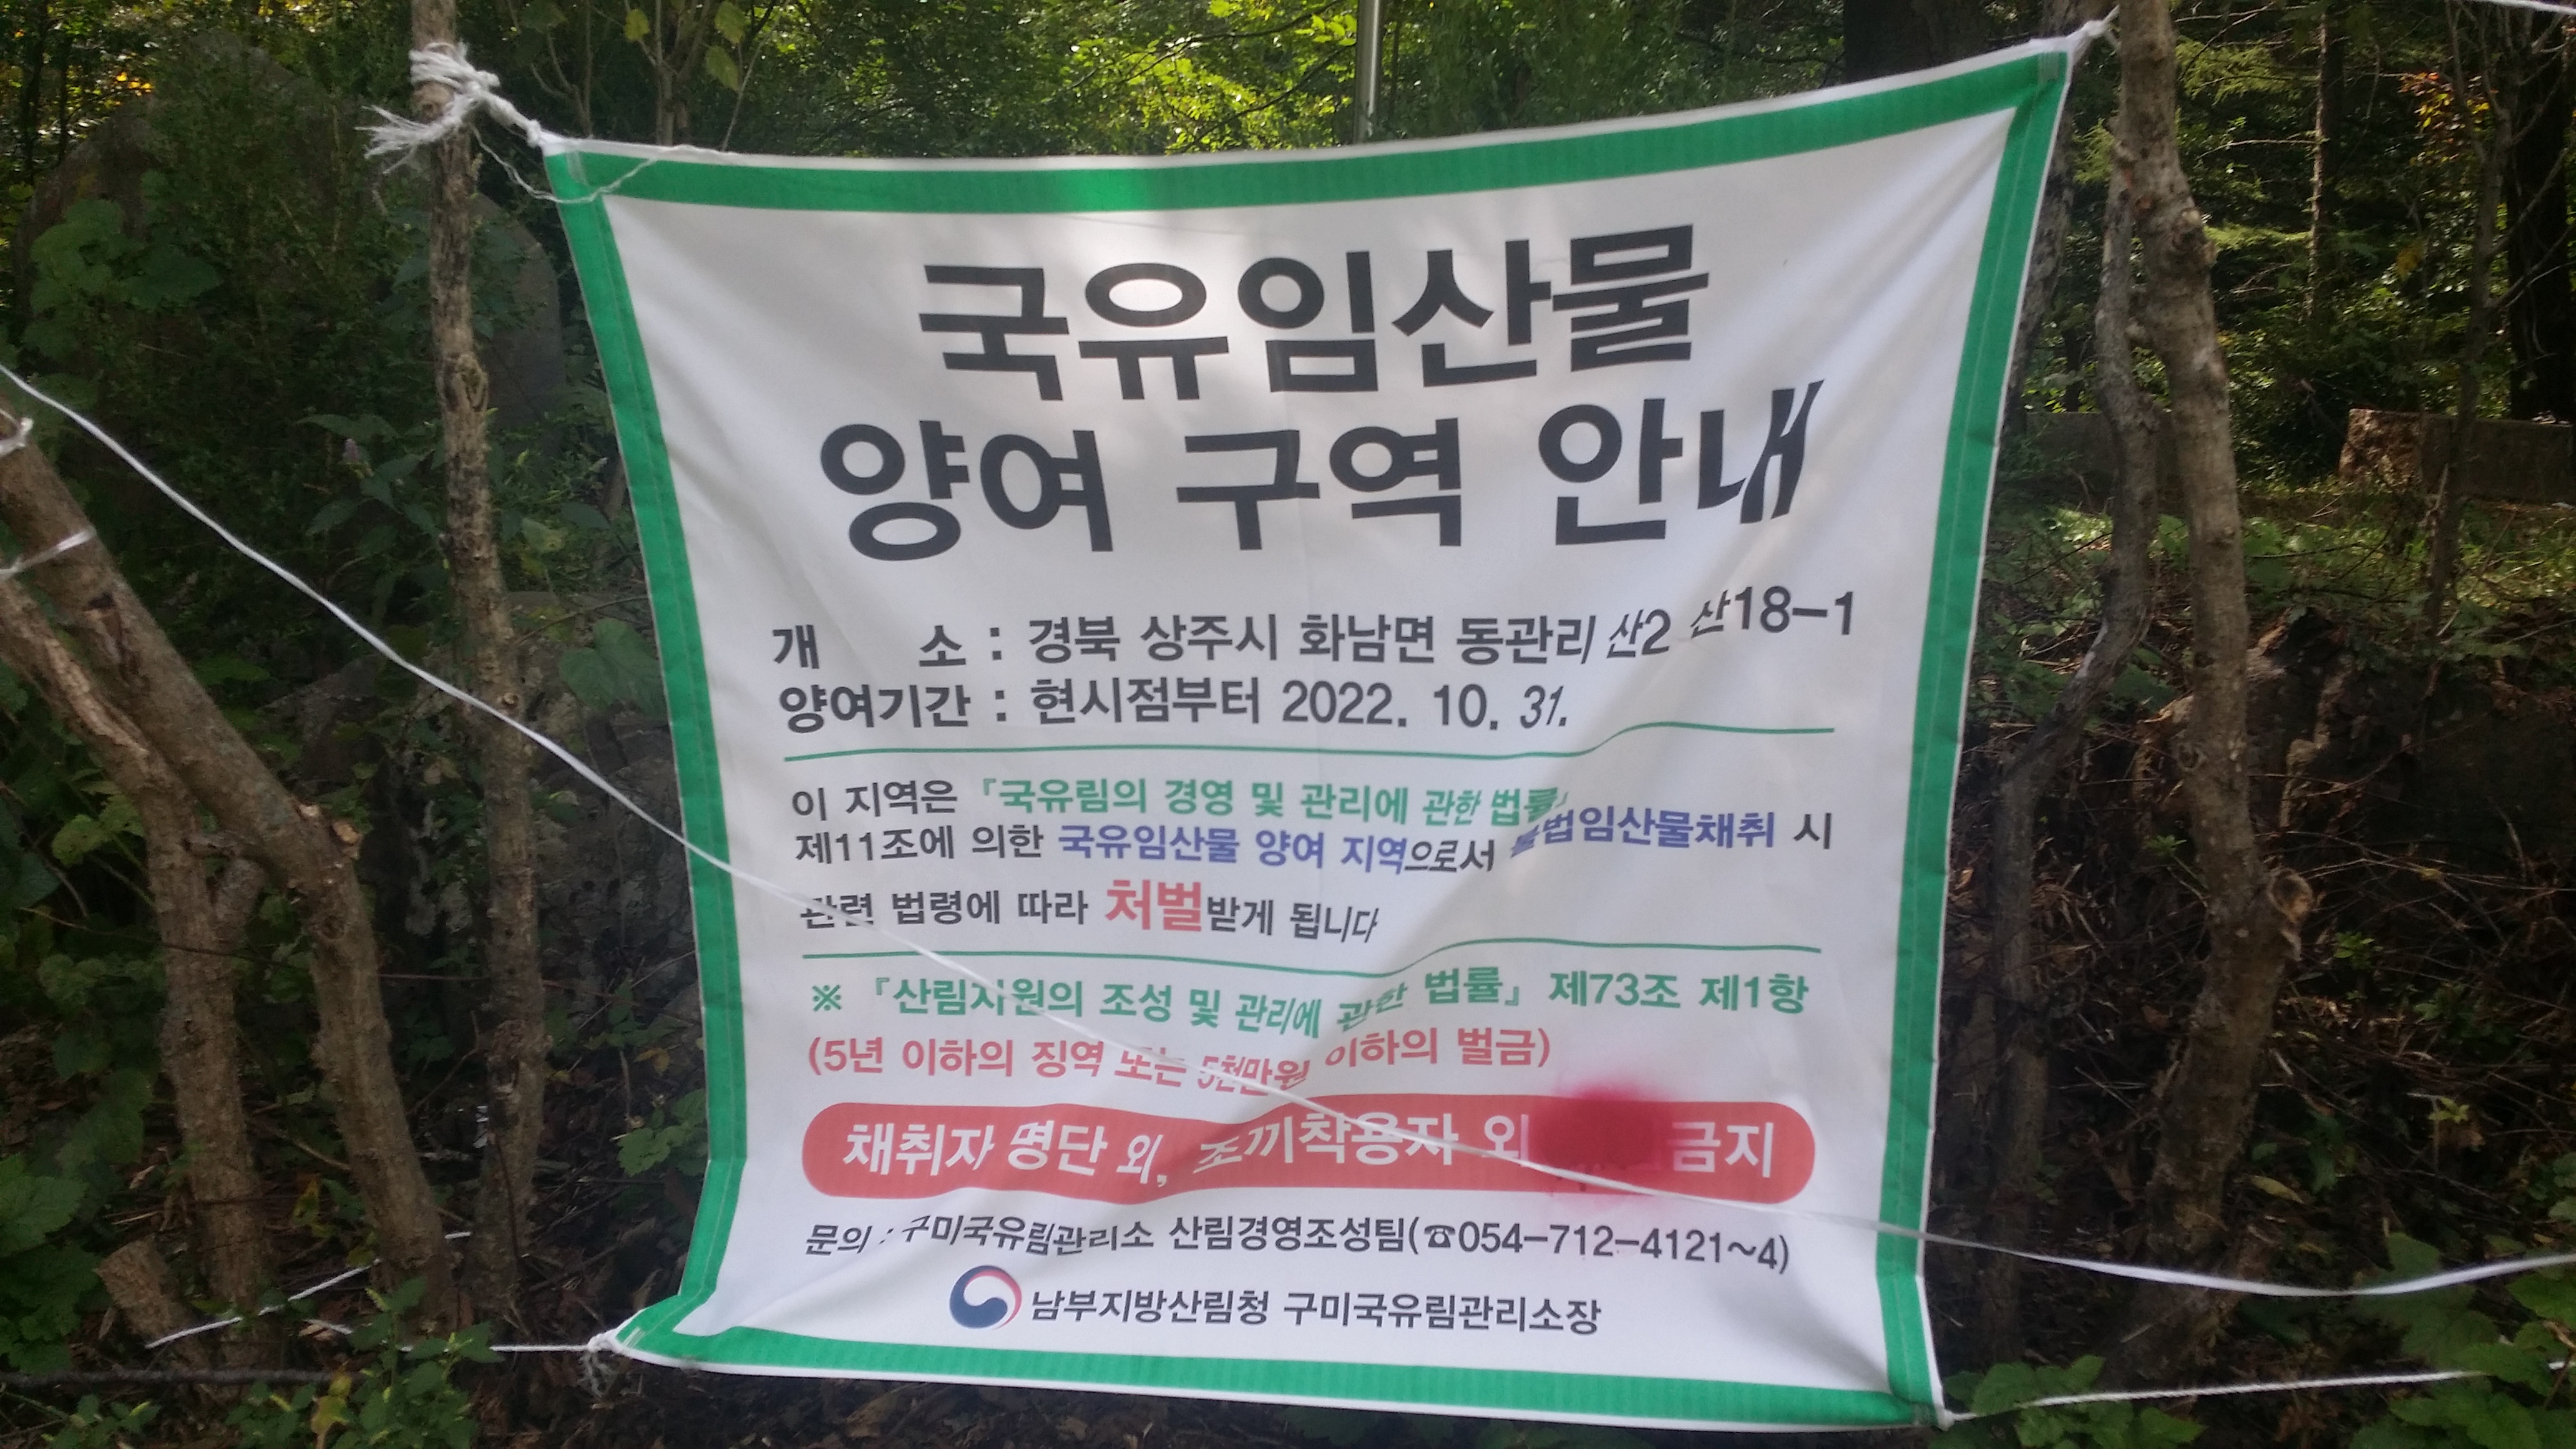 국유임산물
양여 구역 안내
개 소 : 경북 상주시 화남면 동관리 산2 산18-1
양여기간 : 현시점부터 2022. 10. 31.
이 지역은 『국유림의 경영 및 관리에 관한 법률』
제11조에 의한 국유임산물 양여 지역으로서 불법임산물채취 시
관련 법령에 따라 처벌받게 됩니다
※ 『산림자원의 조성 및 관리에 관한 법률』 제73조 제1항
(5년 이하의 징역 또는 5천만원 이하의 벌금)
채취자 명단 외, 조끼착용자 외 금지
문의 : 구미국유림관리소 산림경영조성팀(☎054-712-4121~4)
남부지방산림청 구미국유림관리소장